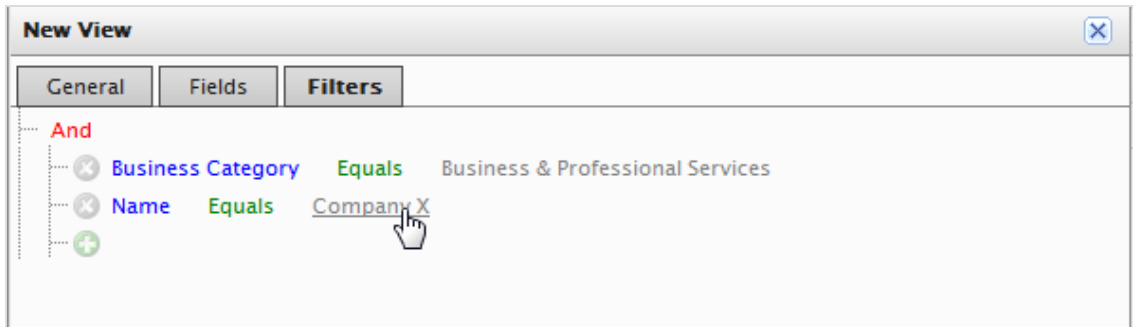 New View
General Fields Filters
And
Business Category Equals Business & Professional Services
Name Equals Company X